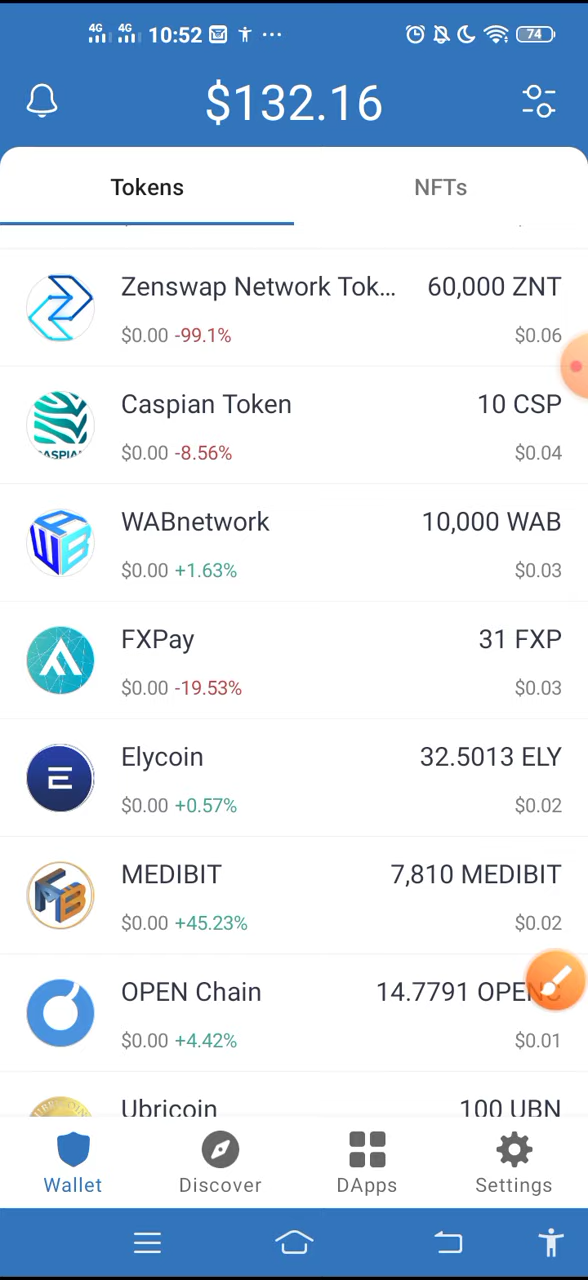 4G 4G 10:52 74
$132.16
Tokens NFTs
Zenswap Network Tok... 60,000 ZNT
$0.00 -99.1% $0.06
Caspian Token 10 CSP
$0.00 -8.56% $0.04
WABnetwork 10,000 WAB
$0.00 +1.63% $0.03
FXPay 31 FXP
$0.00 -19.53% $0.03
Elycoin 32.5013 ELY
$0.00 +0.57% $0.02
MEDIBIT 7,810 MEDIBIT
$0.00 +45.23% $0.02
OPEN Chain 14.7791 OPENC
$0.00 +4.42% $0.01
Ubricoin 100 UBN
Wallet Discover DApps Settings